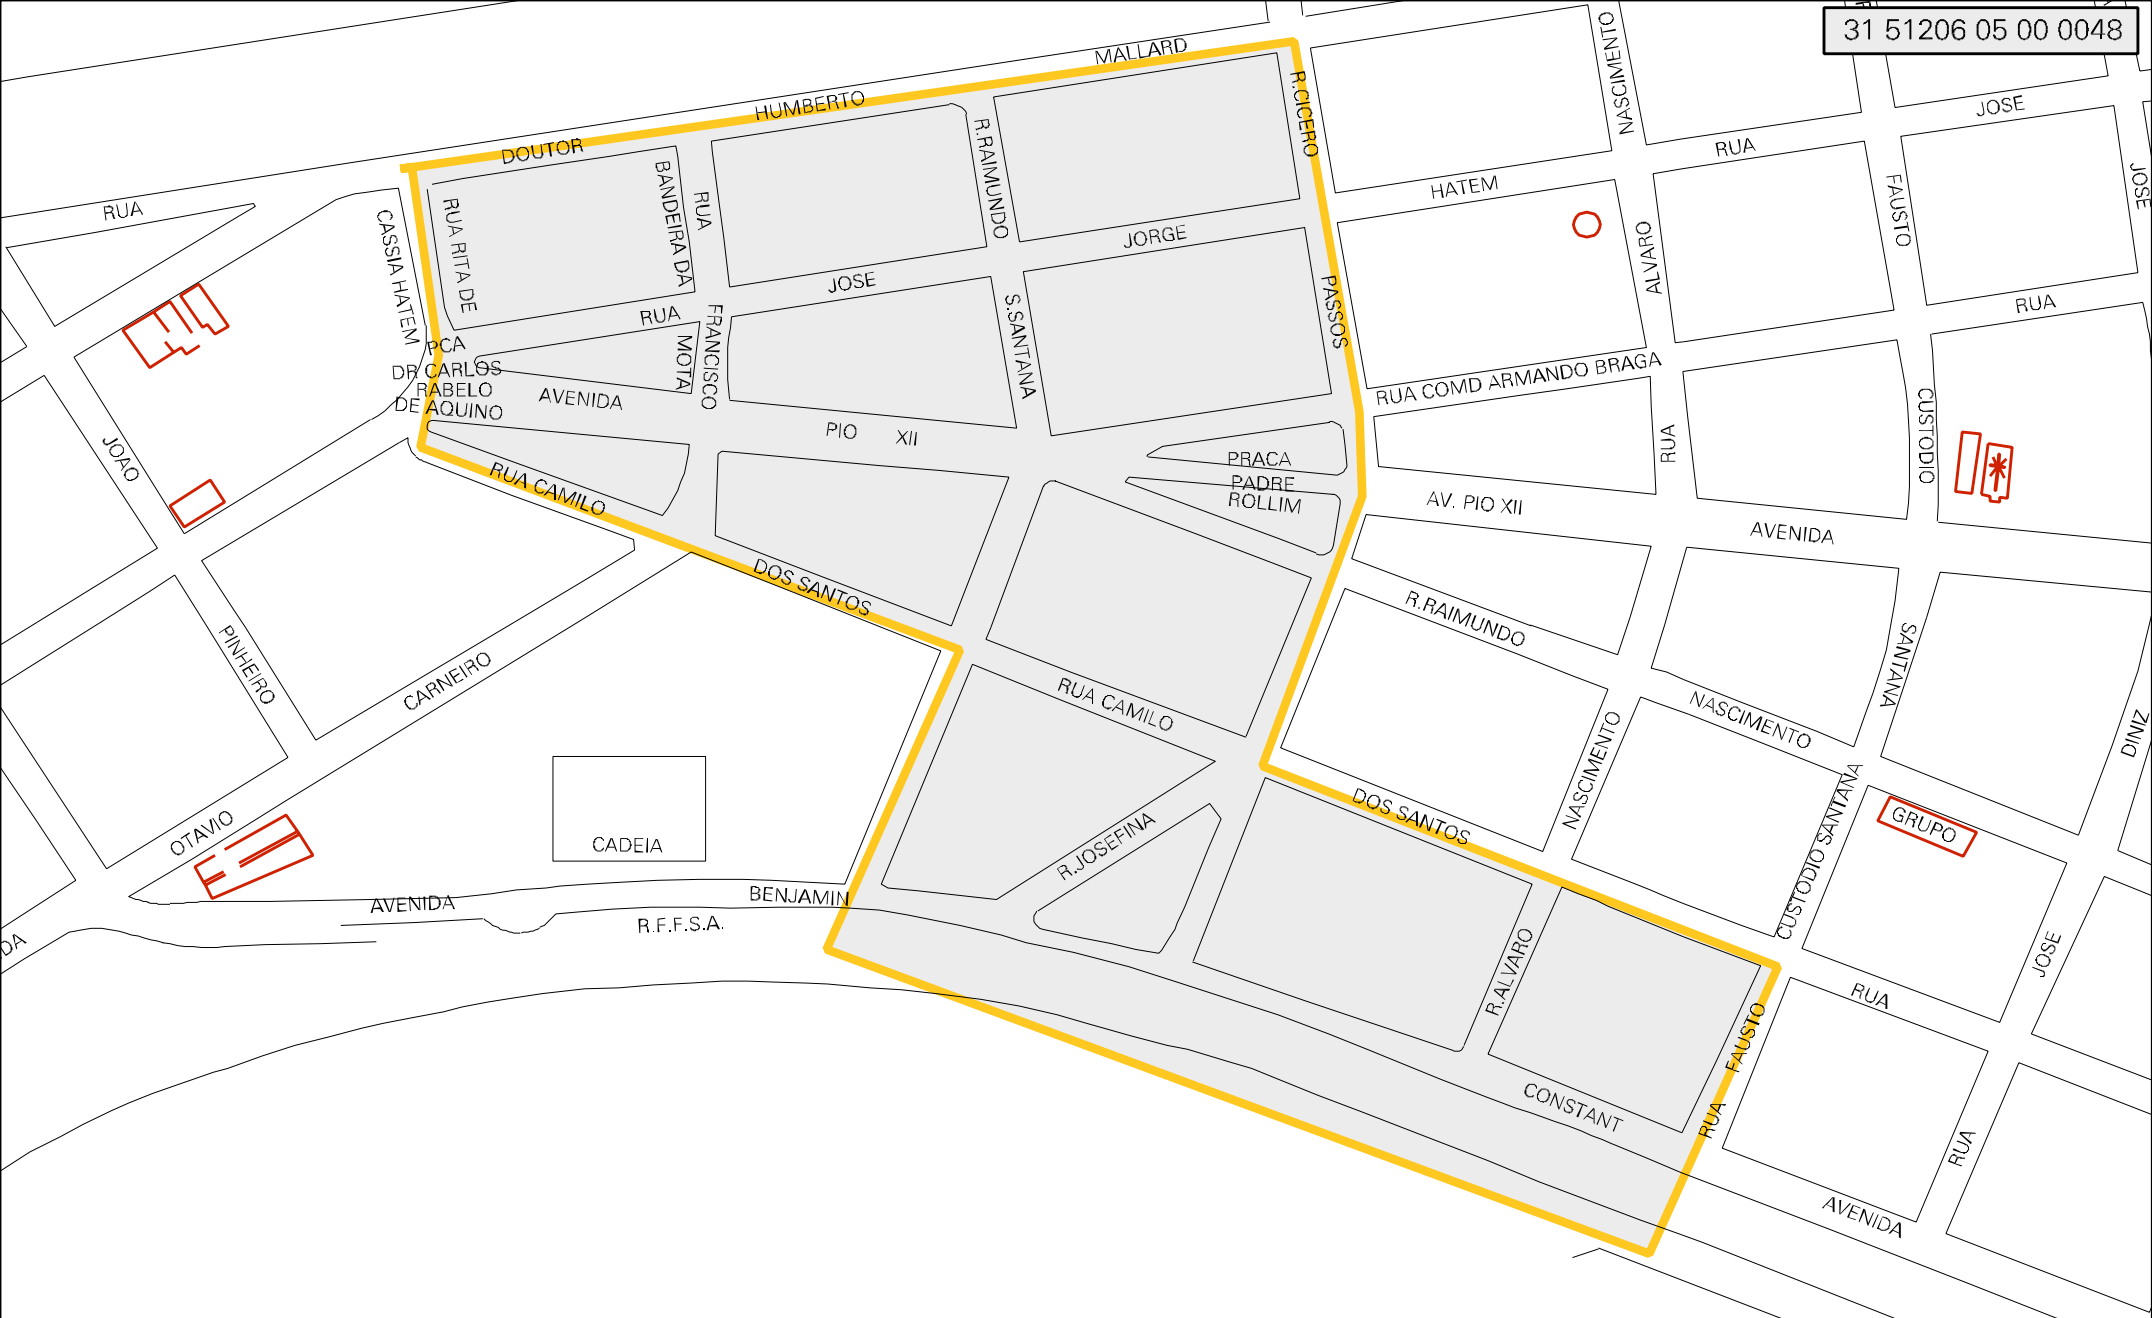 31 51206 05 00 0048
MALLARD
HUMBERTO
DOUTOR
RUA
R.CICERO
PASSOS
NASCIMENTO
ALVARO
RUA
HATEM
RUA
JOSE
FAUSTO
CUSTODIO
JOSE
RUA
CASSIA HATEM
RUA RITA DE
BANDEIRA DA
RUA
R.RAIMUNDO
S.SANTANA
JORGE
JOSE
RUA
FRANCISCO
MOTA
PCA
DR CARLOS
RABELO
DE AQUINO
AVENIDA
PIO XII
PRACA
PADRE
ROLLIM
RUA COMD ARMANDO BRAGA
AV. PIO XII
AVENIDA
RUA CAMILO
DOS SANTOS
JOAO
PINHEIRO
CARNEIRO
OTAVIO
CADEIA
AVENIDA
BENJAMIN
R.F.F.S.A.
DA
RUA CAMILO
R.JOSEFINA
DOS SANTOS
R.RAIMUNDO
NASCIMENTO
NASCIMENTO
SANTANA
DINIZ
CUSTODIO SANTANA
GRUPO
R.ALVARO
CONSTANT
RUA
FAUSTO
RUA
JOSE
RUA
AVENIDA